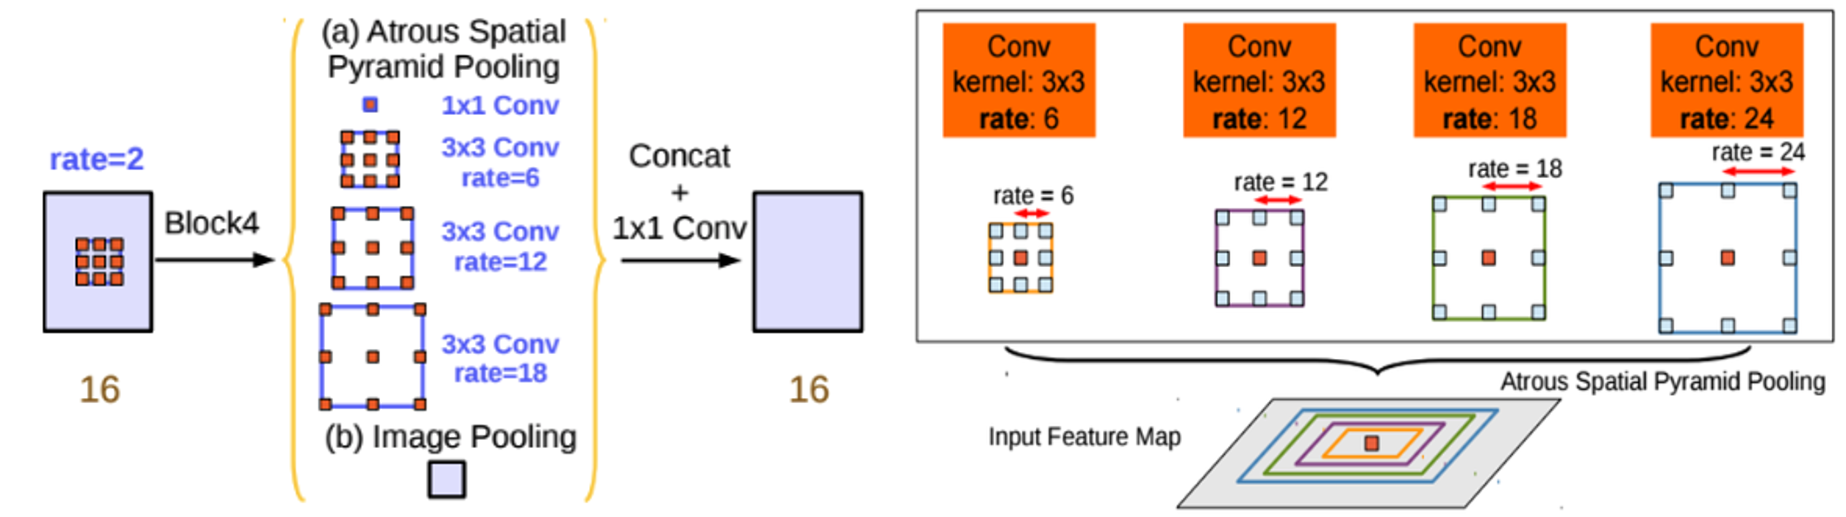 (a) Atrous Spatial
Pyramid Pooling
1x1 Conv
3x3 Conv
rate=6
3x3 Conv
rate=12
3x3 Conv
rate=18
(b) Image Pooling
rate=2
Block4
16
Concat
+
1x1 Conv
16
Conv
kernel: 3x3
rate: 6
Conv
kernel: 3x3
rate: 12
Conv
kernel: 3x3
rate: 18
Conv
kernel: 3x3
rate: 24
rate = 6
rate = 12
rate = 18
rate = 24
Atrous Spatial Pyramid Pooling
Input Feature Map